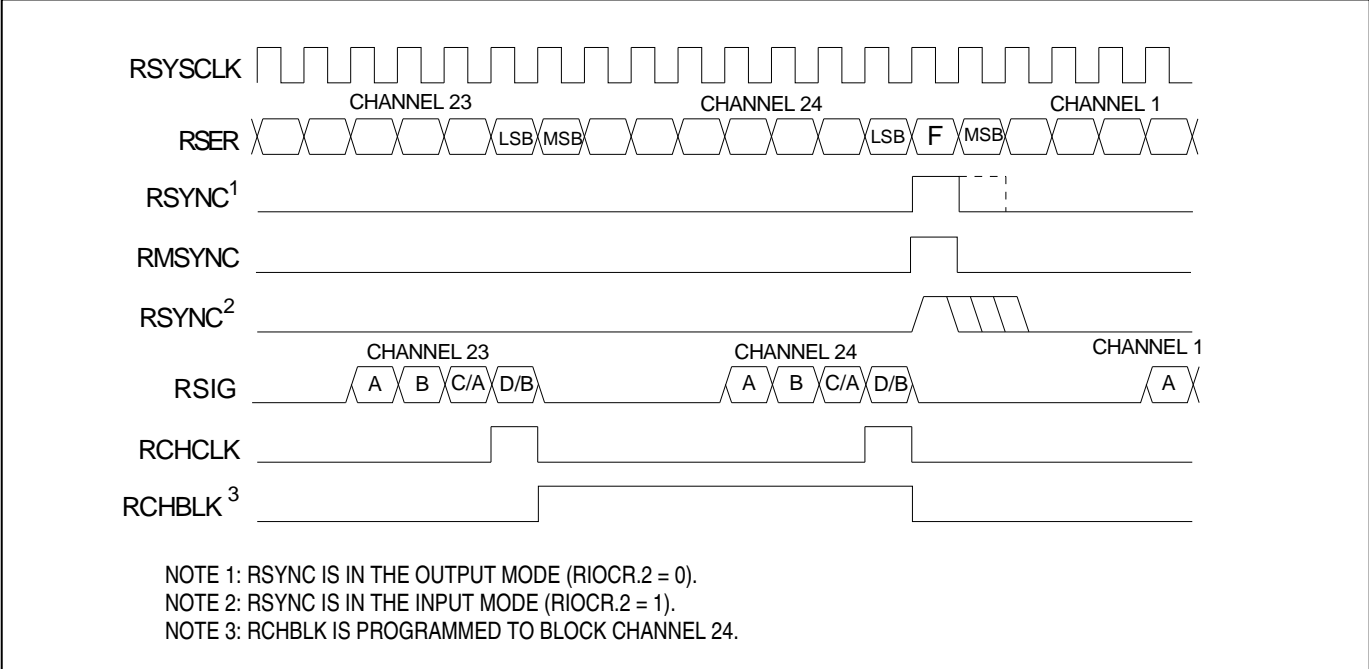 RSYSCLK
CHANNEL 23 CHANNEL 24 CHANNEL 1
RSER LSB MSB LSB F MSB
RSYNC1
RMSYNC
RSYNC2
CHANNEL 23 CHANNEL 24 CHANNEL 1
RSIG A B C/A D/B A B C/A D/B A
RCHCLK
RCHBLK 3
NOTE 1: RSYNC IS IN THE OUTPUT MODE (RIOCR.2 = 0).
NOTE 2: RSYNC IS IN THE INPUT MODE (RIOCR.2 = 1).
NOTE 3: RCHBLK IS PROGRAMMED TO BLOCK CHANNEL 24.